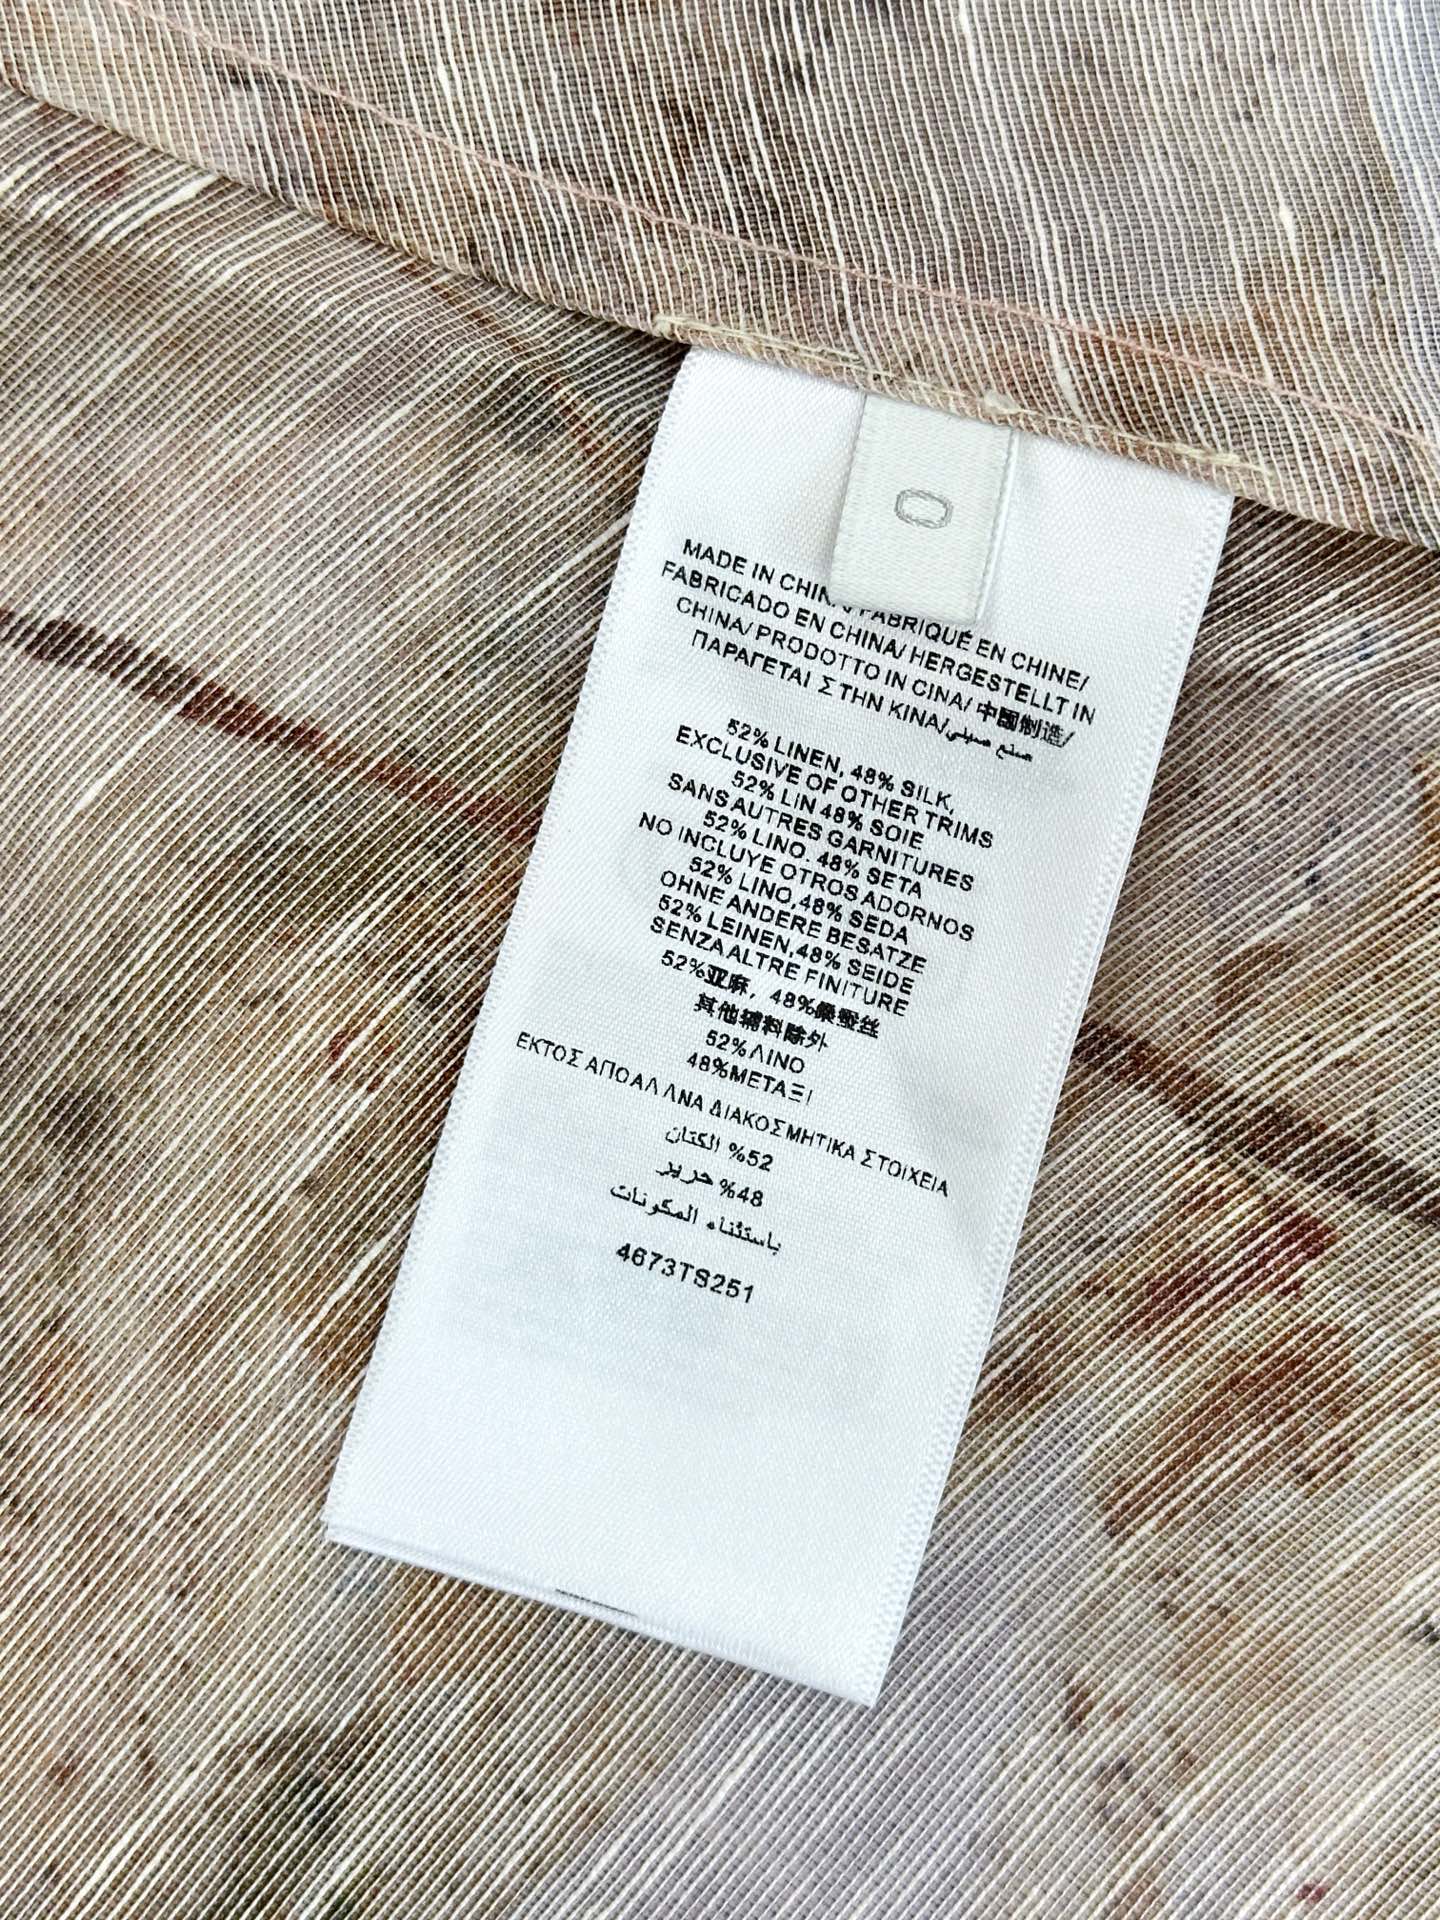 0
MADE IN CHINA/ FABRIQUÉ EN CHINE/
FABRICADO EN CHINA/ HERGESTELLT IN
CHINA/ PRODOTTO IN CINA/ 中國制造/
ΠΑΡΑΓΕΤΑΙ ΣΤΗΝ ΚΙΝΑ/صنع صيني
52% LINEN, 48% SILK,
EXCLUSIVE OF OTHER TRIMS
52% LIN 48% SOIE
SANS AUTRES GARNITURES
52% LINO. 48% SETA
NO INCLUYE OTROS ADORNOS
52% LINO,48% SEDA
OHNE ANDERE BESATZE
52% LEINEN,48% SEIDE
SENZA ALTRE FINITURE
52%亚麻，48%桑蚕丝
其他辅料除外
52%ΛΙΝΟ
48%ΜΕΤΑΞΙ
ΕΚΤΟΣ ΑΠΟ ΑΛΛΝΑ ΔΙΑΚΟΣΜΗΤΙΚΑ ΣΤΟΙΧΕΙΑ
52% الكتان
48% حرير
باستثناء المكونات
4673TS251